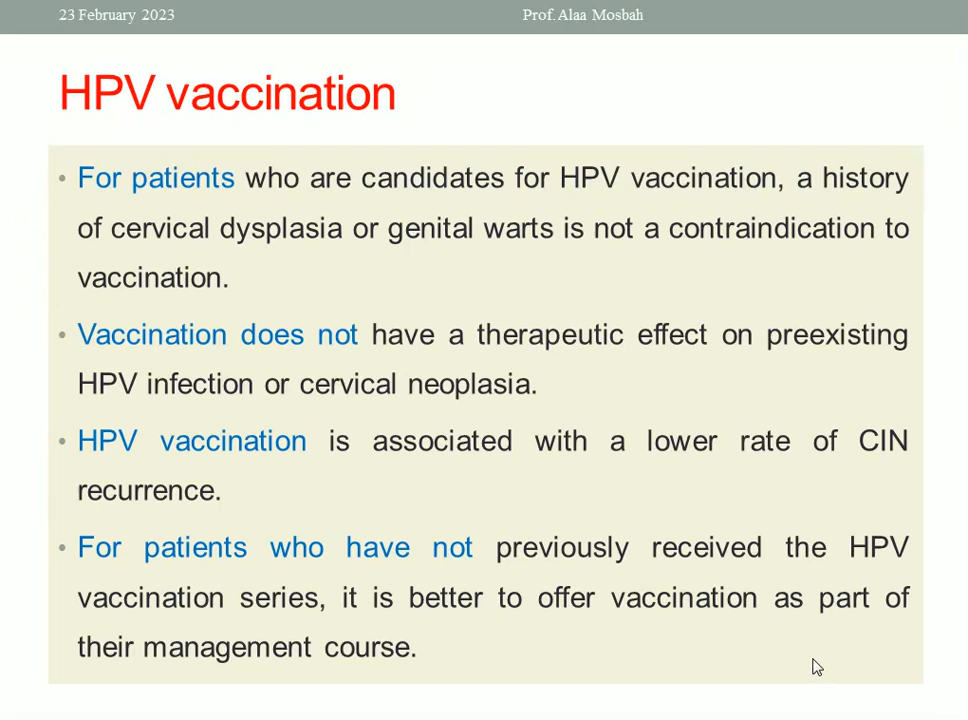 23 February 2023 Prof. Alaa Mosbah
HPV vaccination
• For patients who are candidates for HPV vaccination, a history
of cervical dysplasia or genital warts is not a contraindication to
vaccination.
• Vaccination does not have a therapeutic effect on preexisting
HPV infection or cervical neoplasia.
• HPV vaccination is associated with a lower rate of CIN
recurrence.
• For patients who have not previously received the HPV
vaccination series, it is better to offer vaccination as part of
their management course.